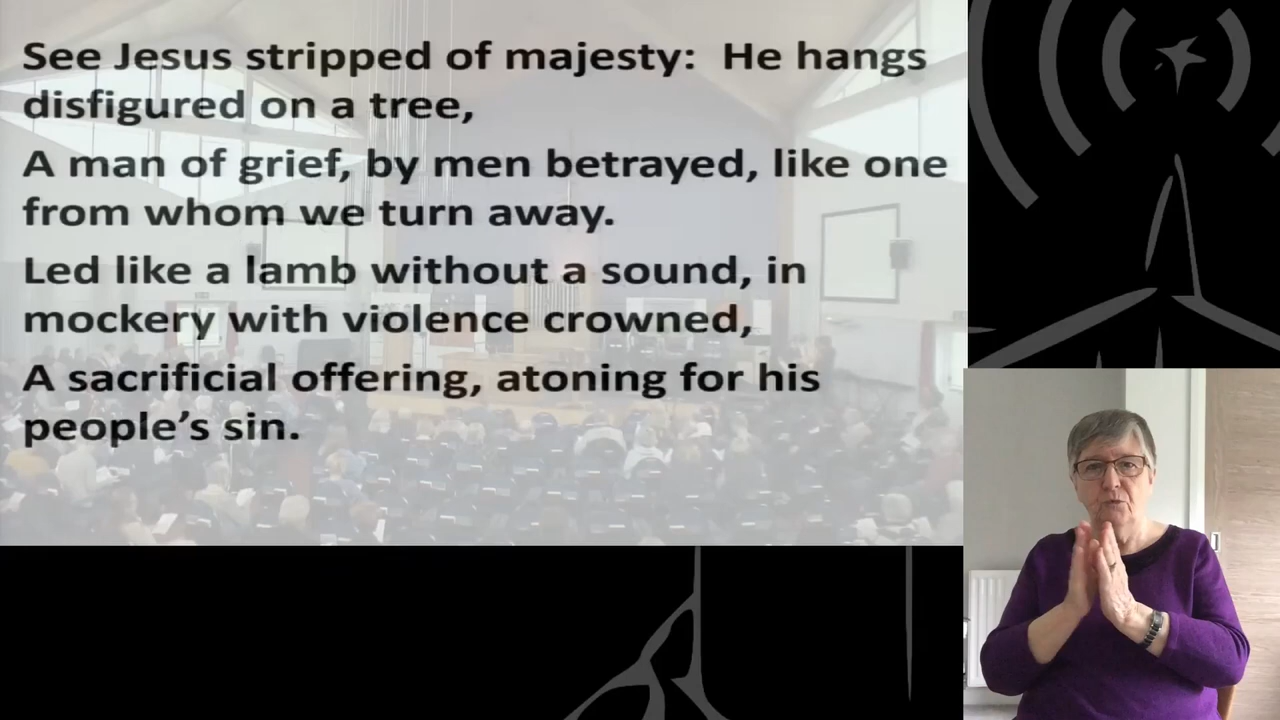 See Jesus stripped of majesty:  He hangs
disfigured on a tree,
A man of grief, by men betrayed, like one
from whom we turn away.
Led like a lamb without a sound, in
mockery with violence crowned,
A sacrificial offering, atoning for his
people’s sin.